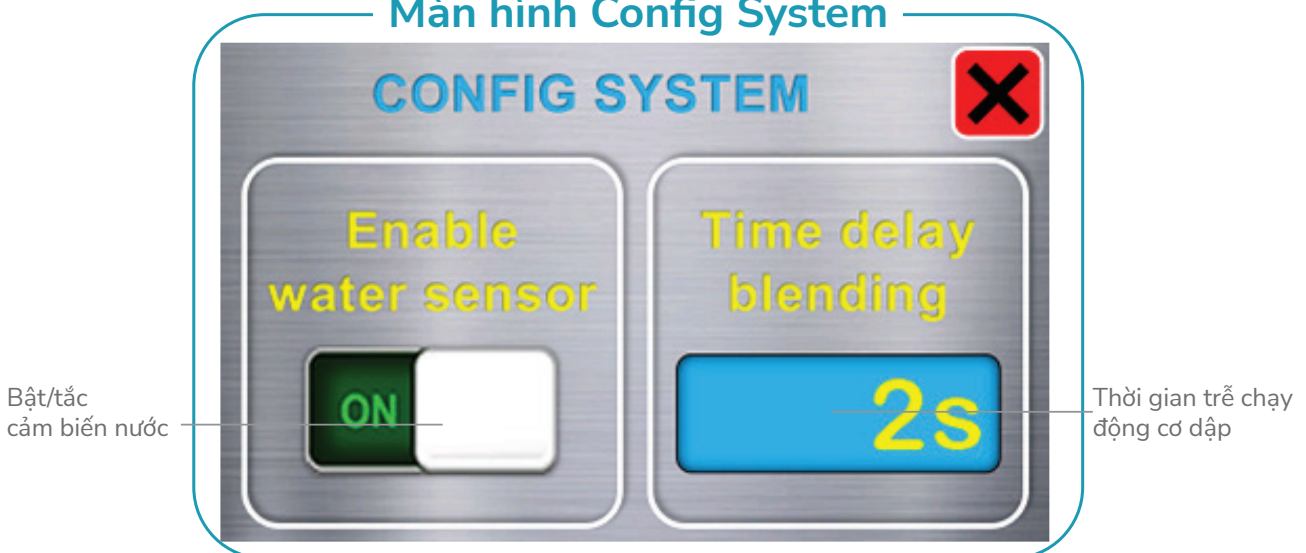 Màn hình Config System
CONFIG SYSTEM
Enable
water sensor
ON
Time delay
blending
2s
Bật/tắc
cảm biến nước
Thời gian trễ chạy
động cơ dập